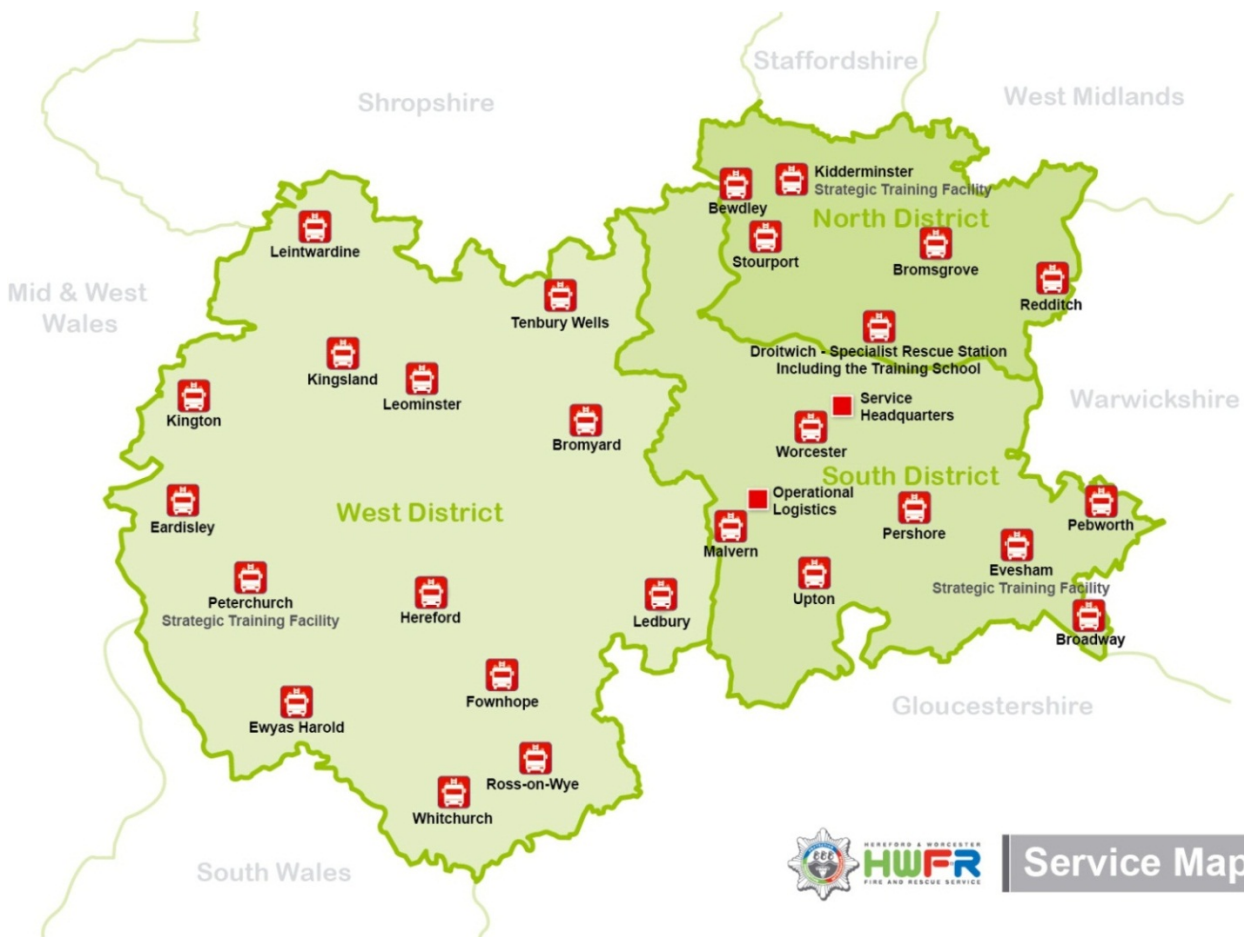 Staffordshire
Shropshire
West Midlands
Kidderminster
Strategic Training Facility
Bewdley
North District
Leintwardine
Stourport
Bromsgrove
Redditch
Mid & West
Wales
Tenbury Wells
Droitwich - Specialist Rescue Station
Including the Training School
Kingsland
Leominster
Kington
Service
Headquarters
Warwickshire
Bromyard
Worcester
South District
Eardisley
West District
Operational
Logistics
Malvern
Pershore
Pebworth
Evesham
Strategic Training Facility
Peterchurch
Strategic Training Facility
Hereford
Ledbury
Upton
Broadway
Fownhope
Ewyas Harold
Gloucestershire
Ross-on-Wye
Whitchurch
South Wales
HEREFORD & WORCESTER
HWFR
FIRE AND RESCUE SERVICE
Service Map